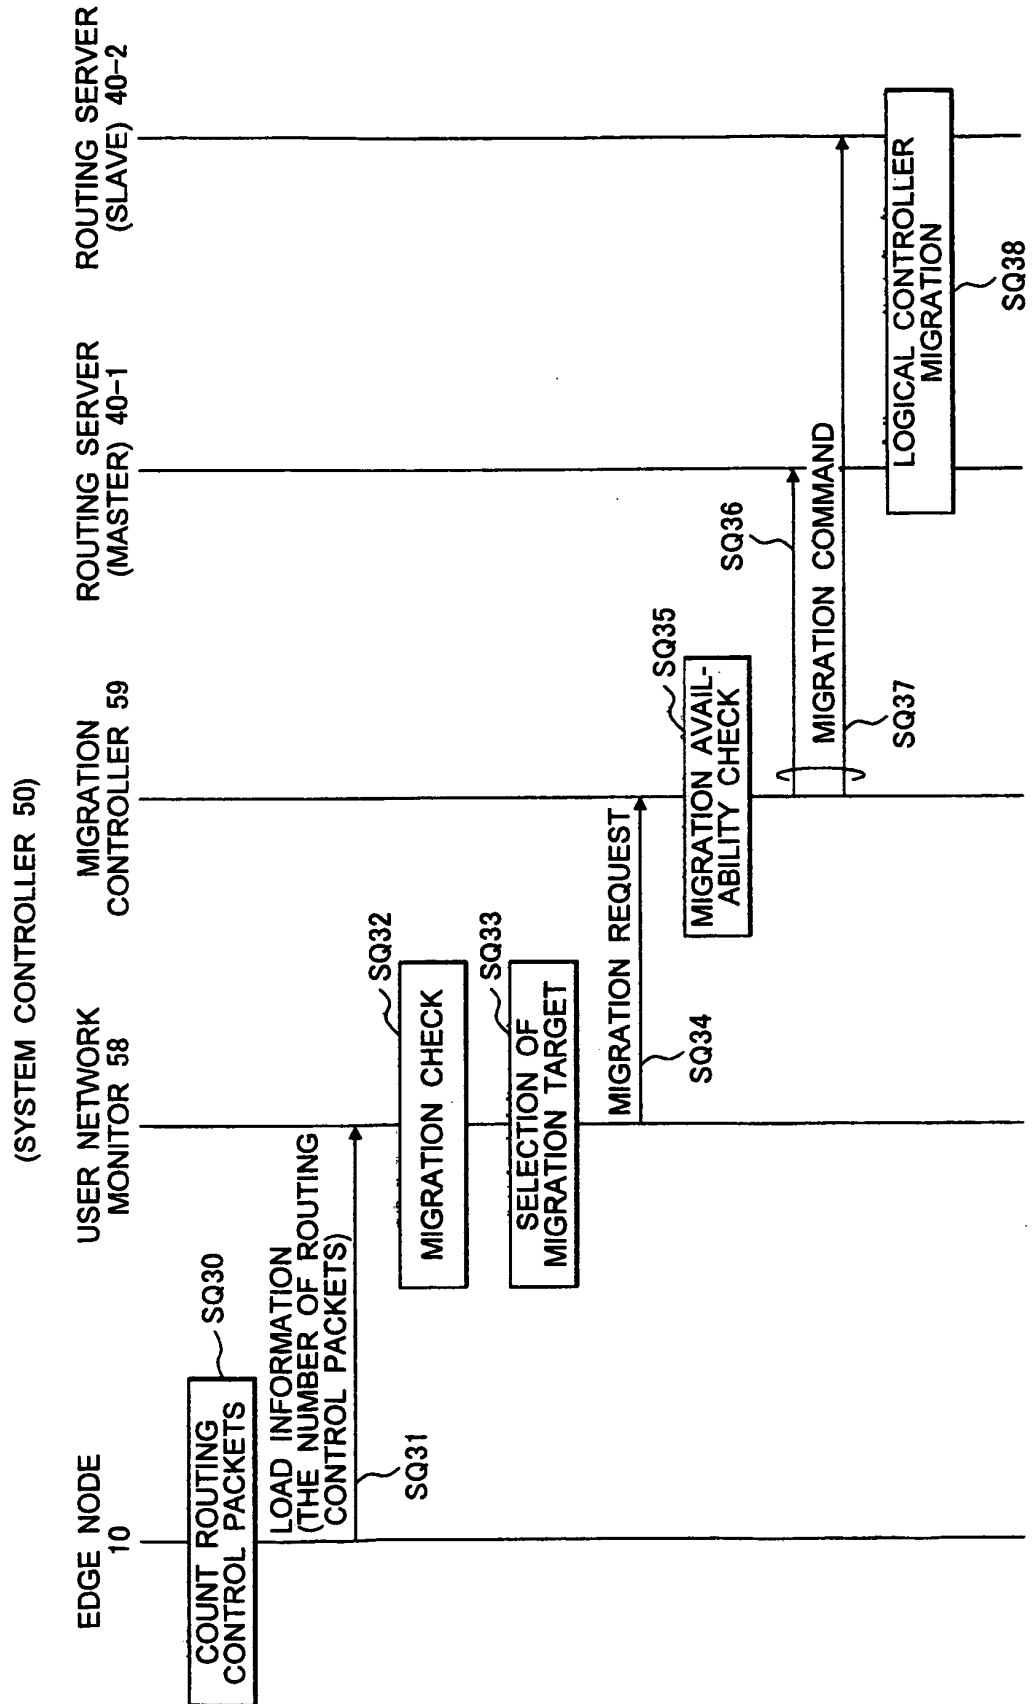 (SYSTEM CONTROLLER 50)
EDGE NODE
10
USER NETWORK
MONITOR 58
MIGRATION
CONTROLLER 59
ROUTING SERVER
(MASTER) 40-1
ROUTING SERVER
(SLAVE) 40-2
COUNT ROUTING
CONTROL PACKETS
SQ30
LOAD INFORMATION
(THE NUMBER OF ROUTING
CONTROL PACKETS)
SQ31
MIGRATION CHECK
SQ32
SELECTION OF
MIGRATION TARGET
SQ33
MIGRATION REQUEST
SQ34
MIGRATION AVAIL-
ABILITY CHECK
SQ35
SQ36
MIGRATION COMMAND
SQ37
LOGICAL CONTROLLER
MIGRATION
SQ38